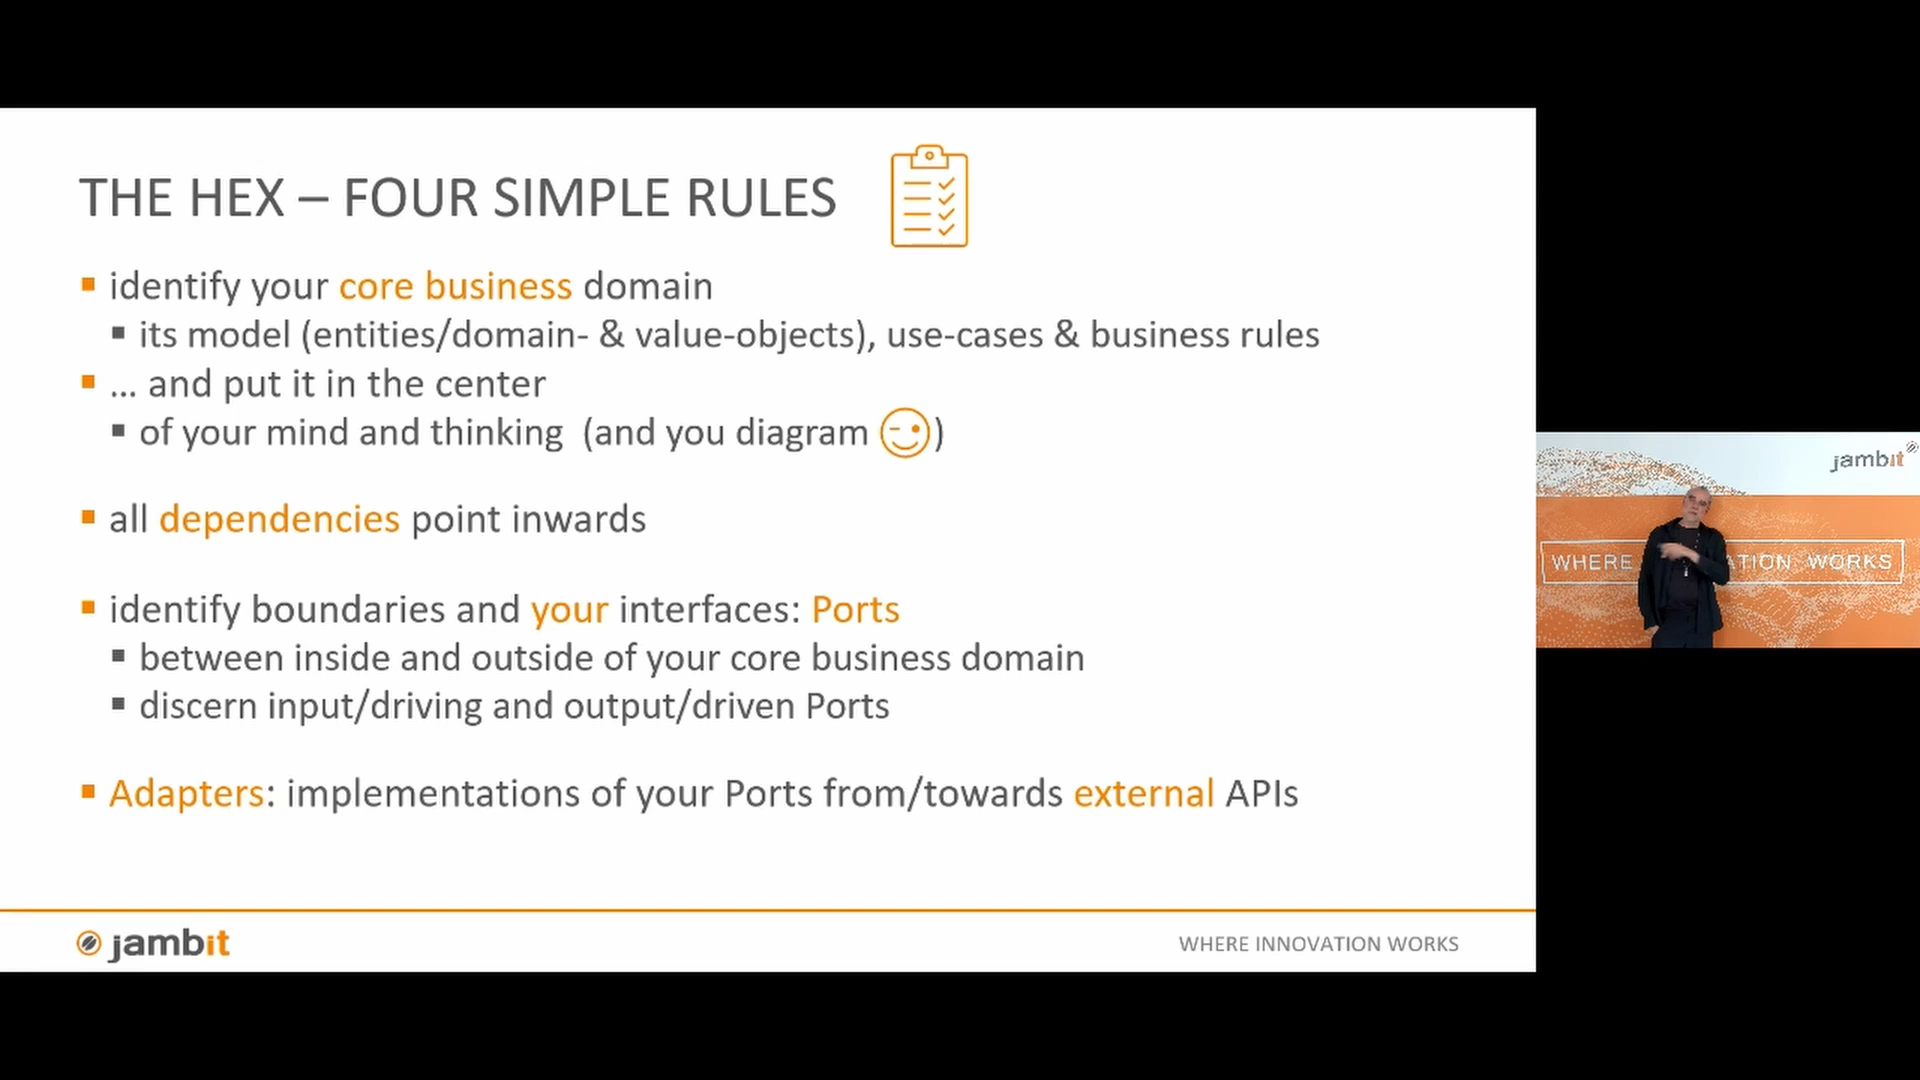 THE HEX – FOUR SIMPLE RULES
identify your core business domain
its model (entities/domain- & value-objects), use-cases & business rules
... and put it in the center
of your mind and thinking (and you diagram )
all dependencies point inwards
identify boundaries and your interfaces: Ports
between inside and outside of your core business domain
discern input/driving and output/driven Ports
Adapters: implementations of your Ports from/towards external APIs
jambit
WHERE INNOVATION WORKS
jambit
WHERE ATION WORKS